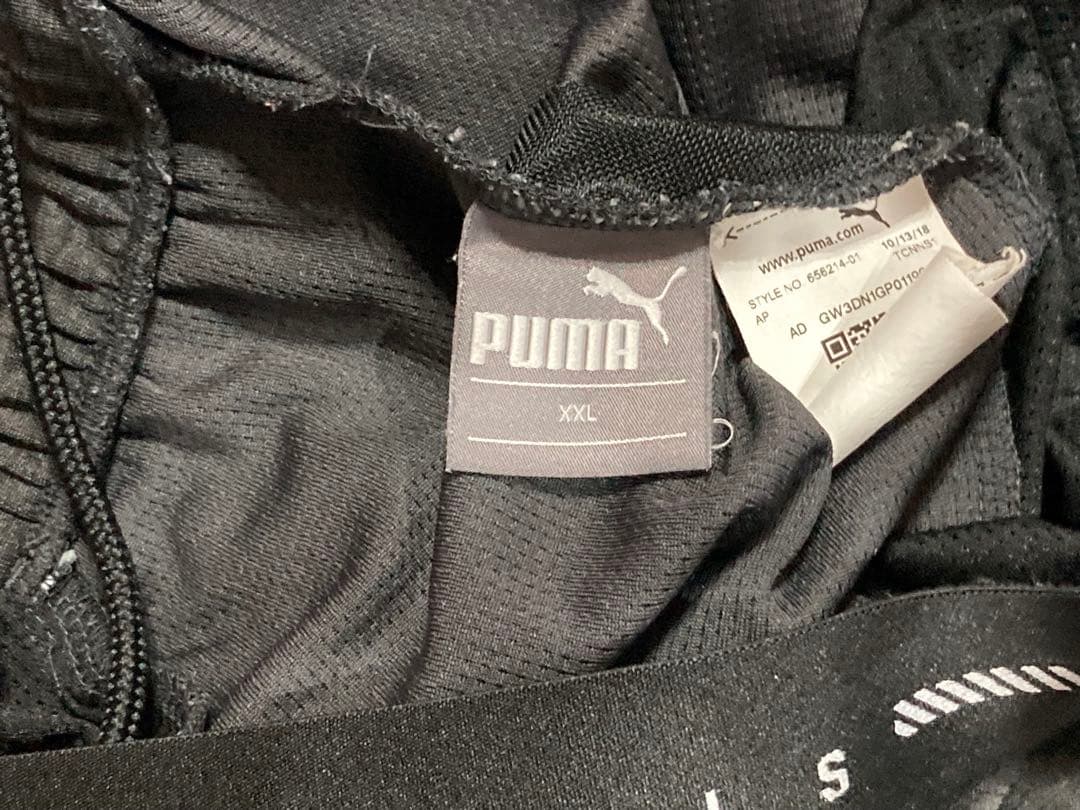 PUMA
XXL
www.puma.com
STYLE NO 656214-01 10/13/18
AP
AD
S